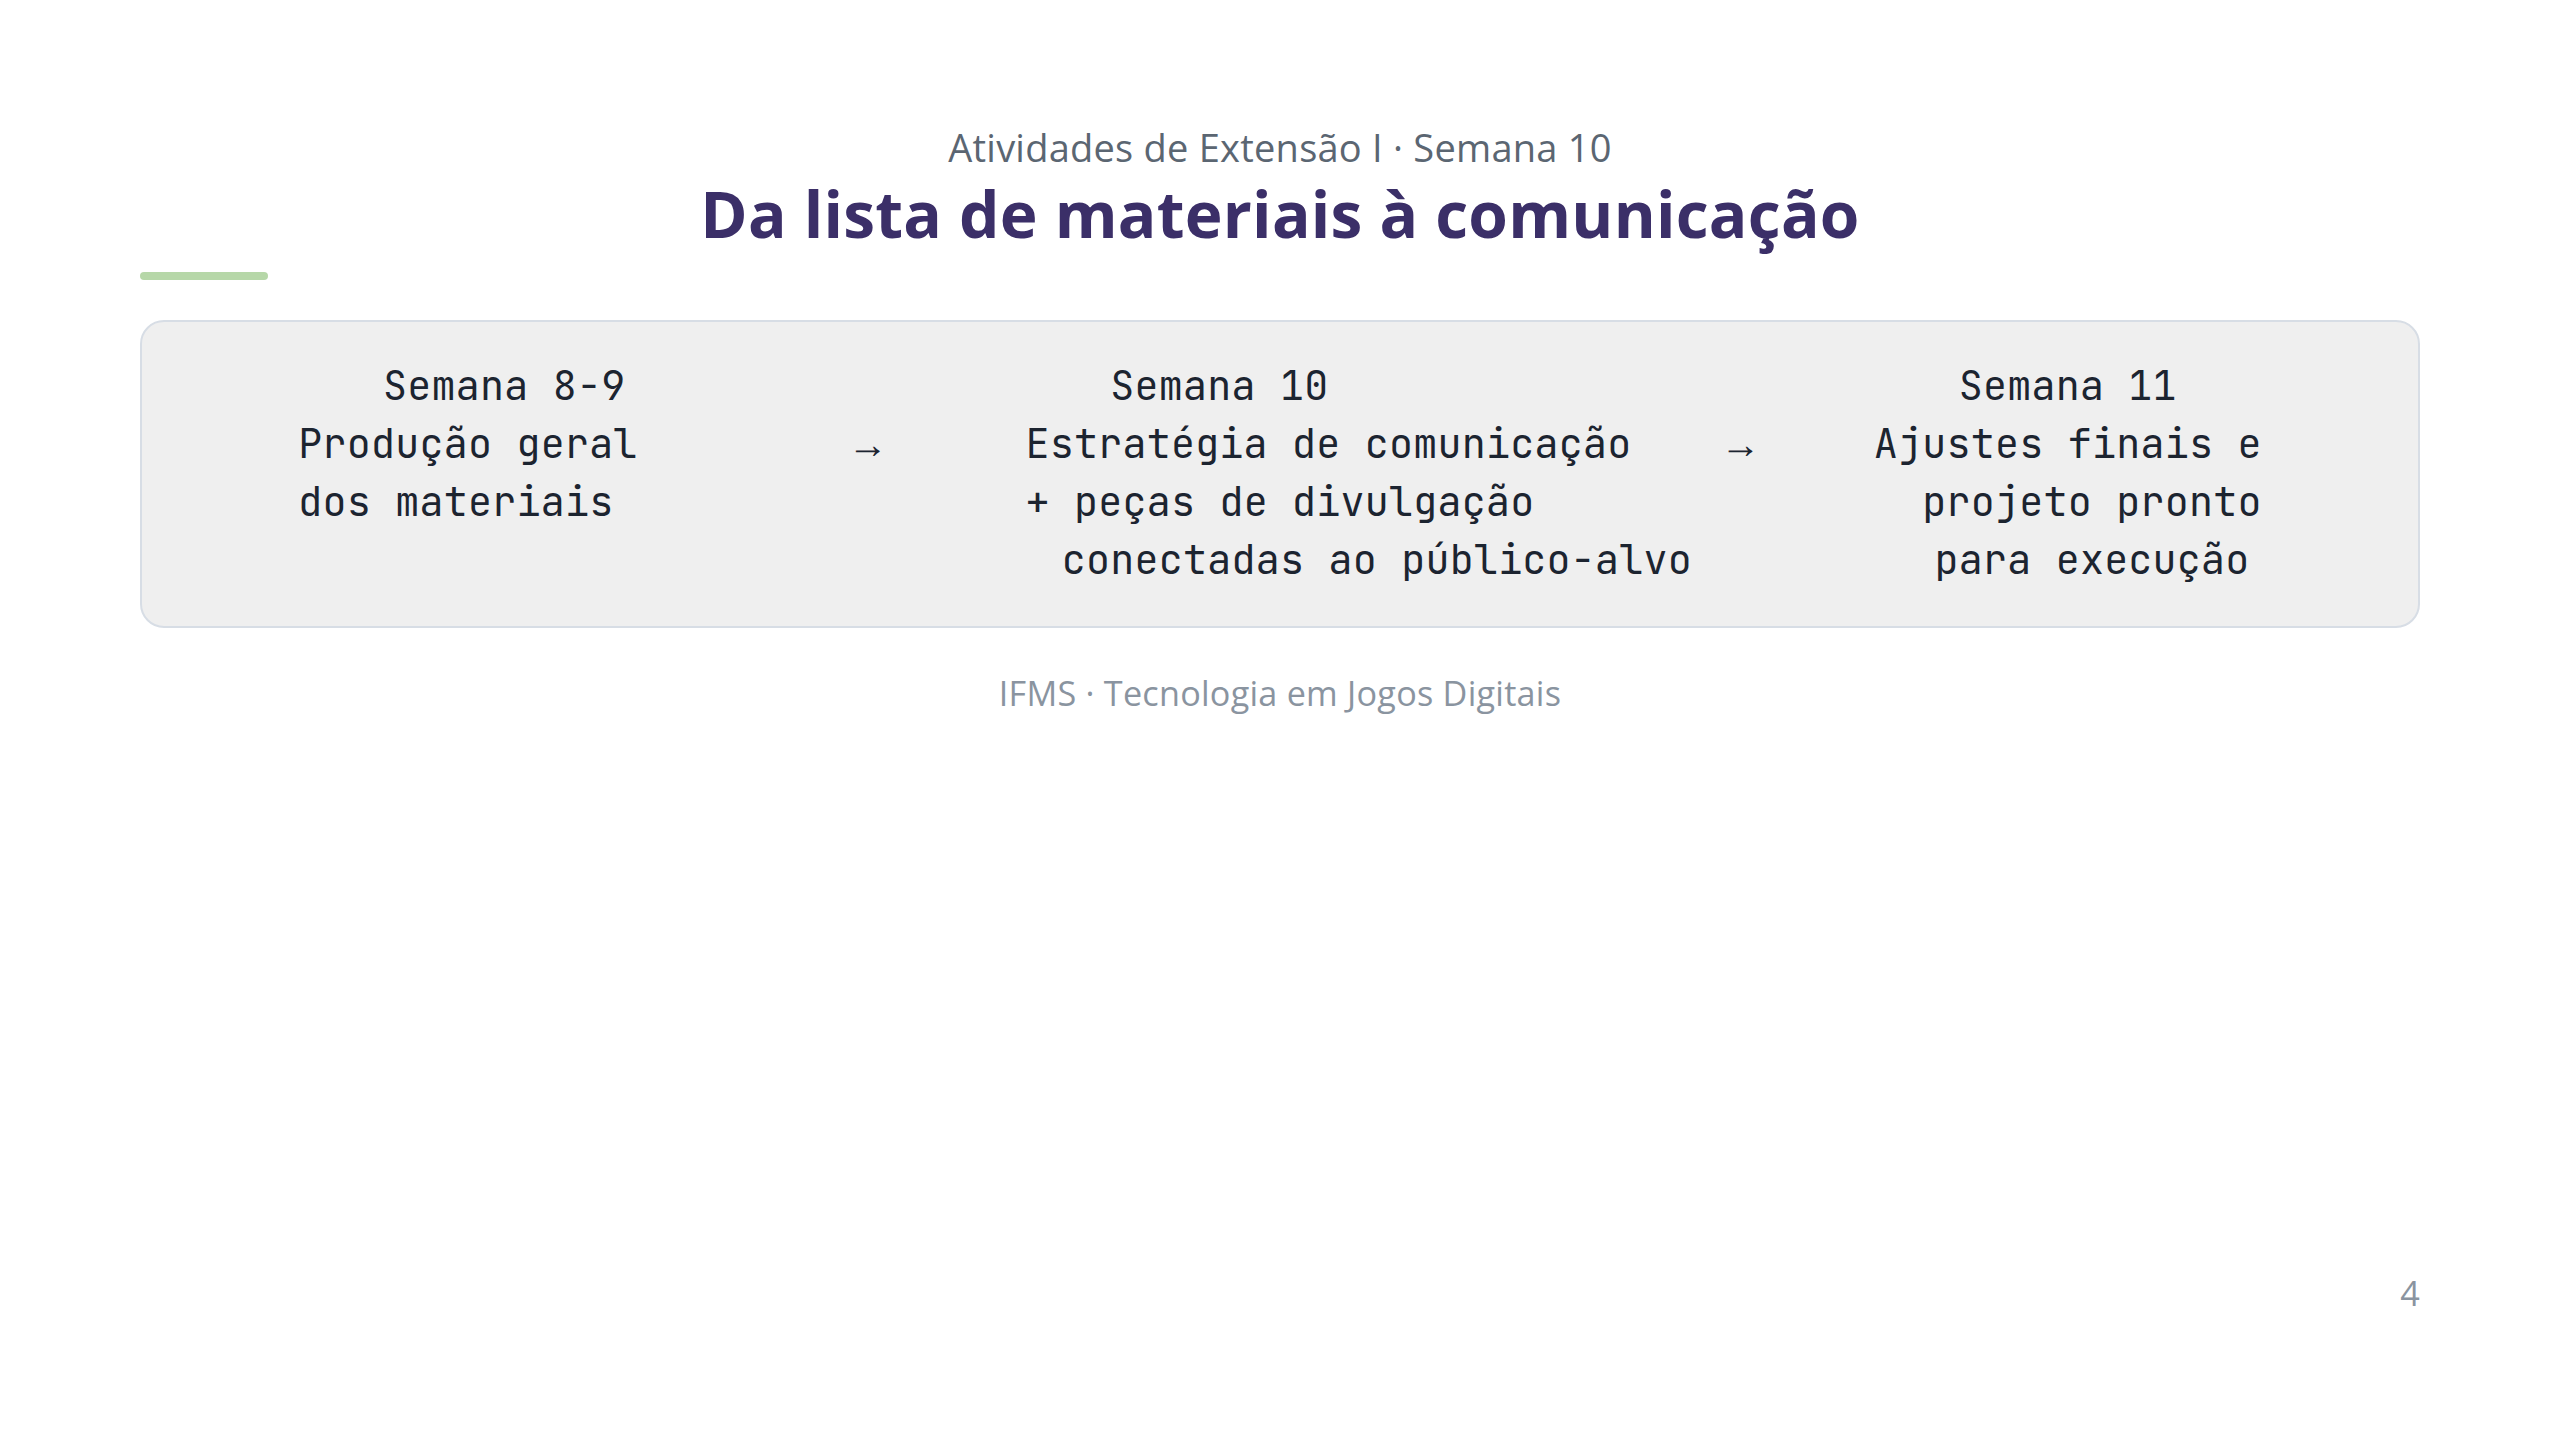 Atividades de Extensão I · Semana 10
Da lista de materiais à comunicação
Semana 8-9 Semana 10 Semana 11
Produção geral → Estratégia de comunicação → Ajustes finais e
dos materiais + peças de divulgação projeto pronto
conectadas ao público-alvo para execução
IFMS · Tecnologia em Jogos Digitais
4